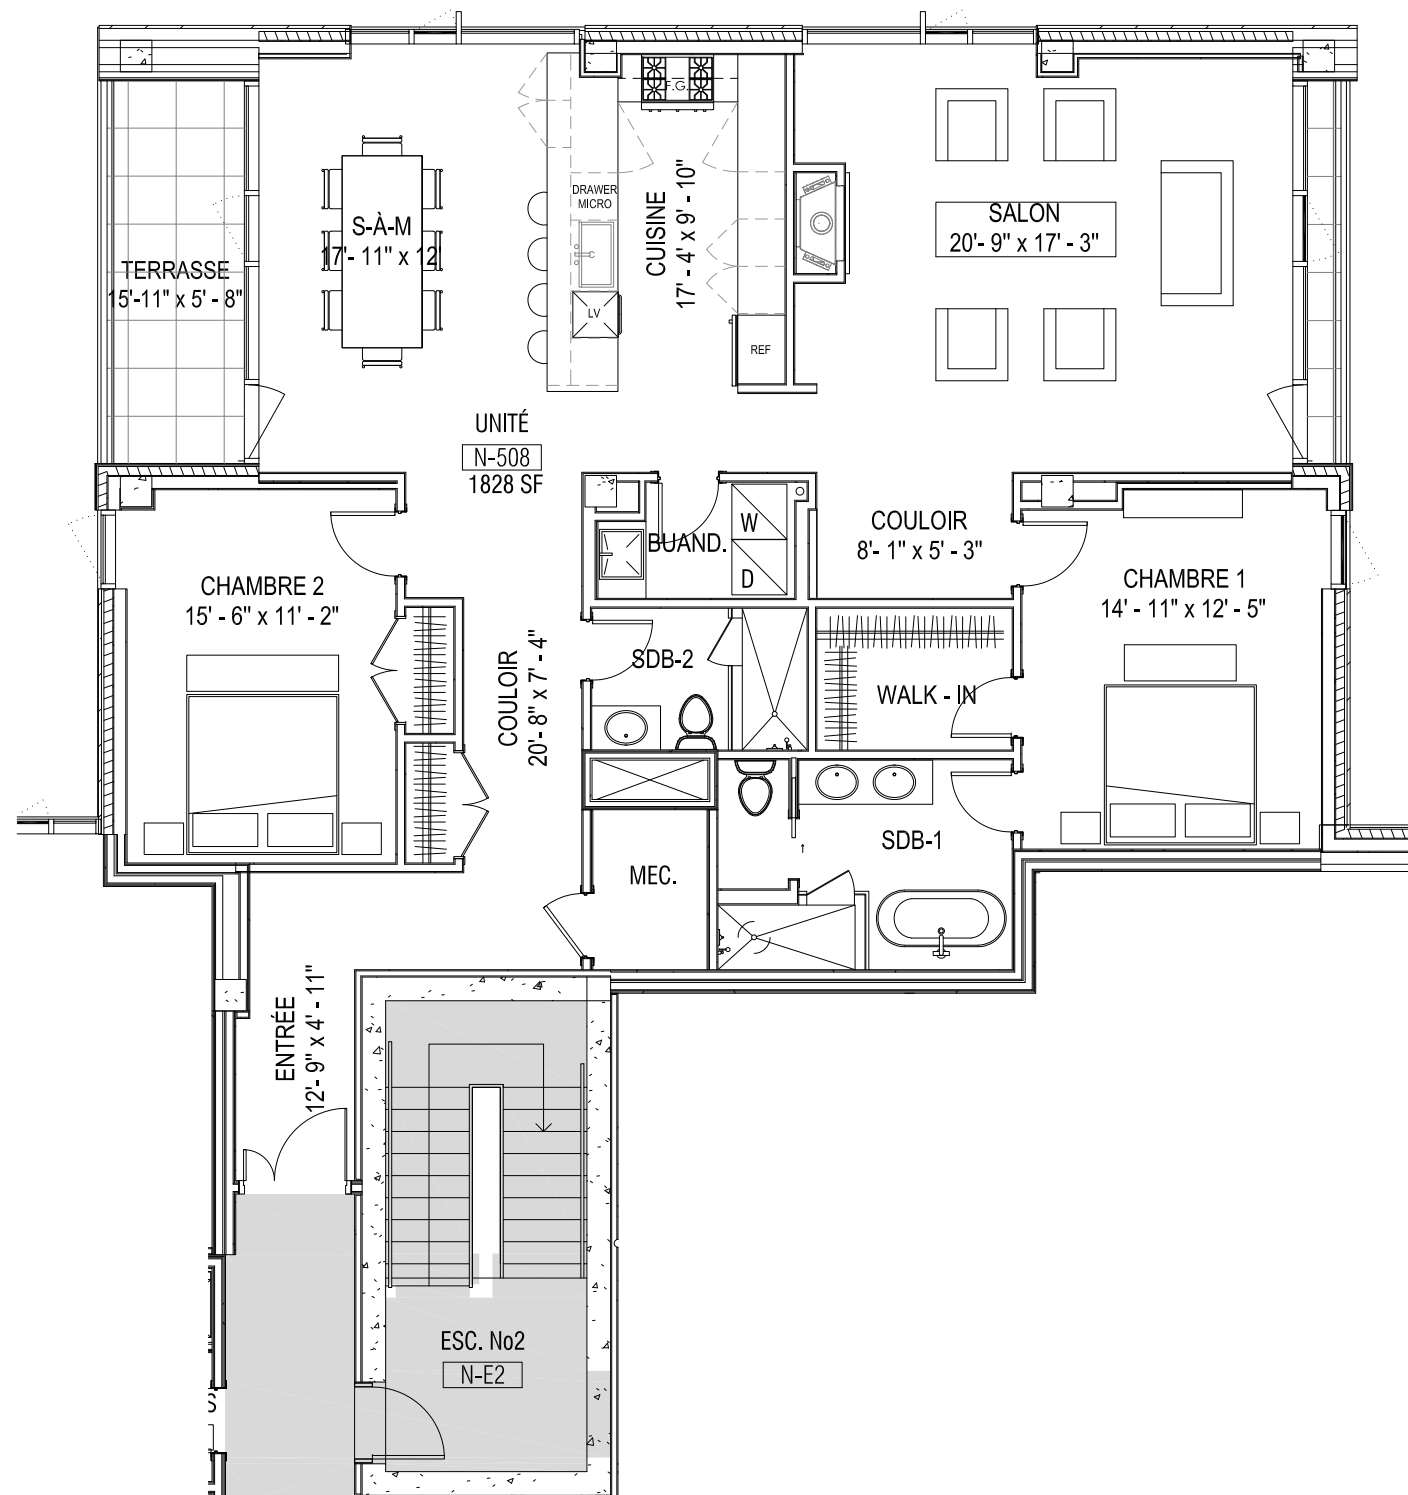 F.G.
DRAWER
MICRO
CUISINE
17'- 4' x 9' - 10"
S-À-M
17'- 11" x 12'
SALON
20'- 9" x 17' - 3"
TERRASSE
15'-11" x 5' - 8"
LV
REF
UNITÉ
N-508
1828 SF
BUAND.
W
D
COULOIR
8'- 1" x 5' - 3"
CHAMBRE 2
15' - 6" x 11' - 2"
CHAMBRE 1
14' - 11" x 12' - 5"
COULOIR
20'- 8" x 7' - 4"
SDB-2
WALK - IN
SDB-1
MEC.
ENTRÉE
12'- 9" x 4' - 11"
ESC. No2
N-E2
S